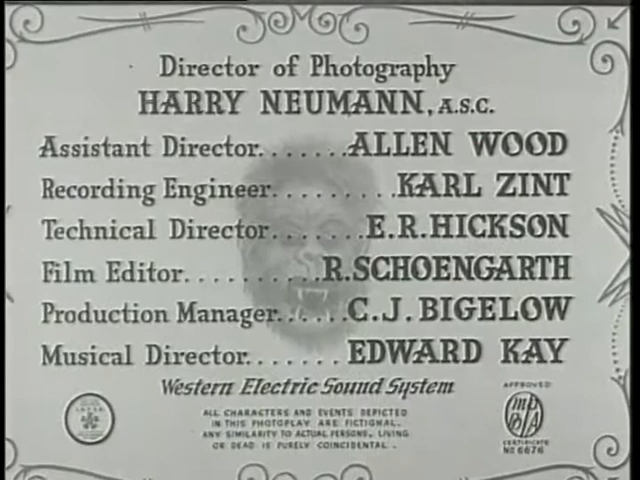 Director of Photography
HARRY NEUMANN, A.S.C.
Assistant Director.......ALLEN WOOD
Recording Engineer.........KARL ZINT
Technical Director.......E.R.HICKSON
Film Editor..........R.SCHOENGARTH
Production Manager......C.J.BIGELOW
Musical Director.......EDWARD KAY
Western Electric Sound System
ALL CHARACTERS AND EVENTS DEPICTED
IN THIS PHOTOPLAY ARE FICTIONAL.
ANY SIMILARITY TO ACTUAL PERSONS, LIVING
OR DEAD IS PURELY COINCIDENTAL.
APPROVED
MPPDA
CERTIFICATE
No 6676